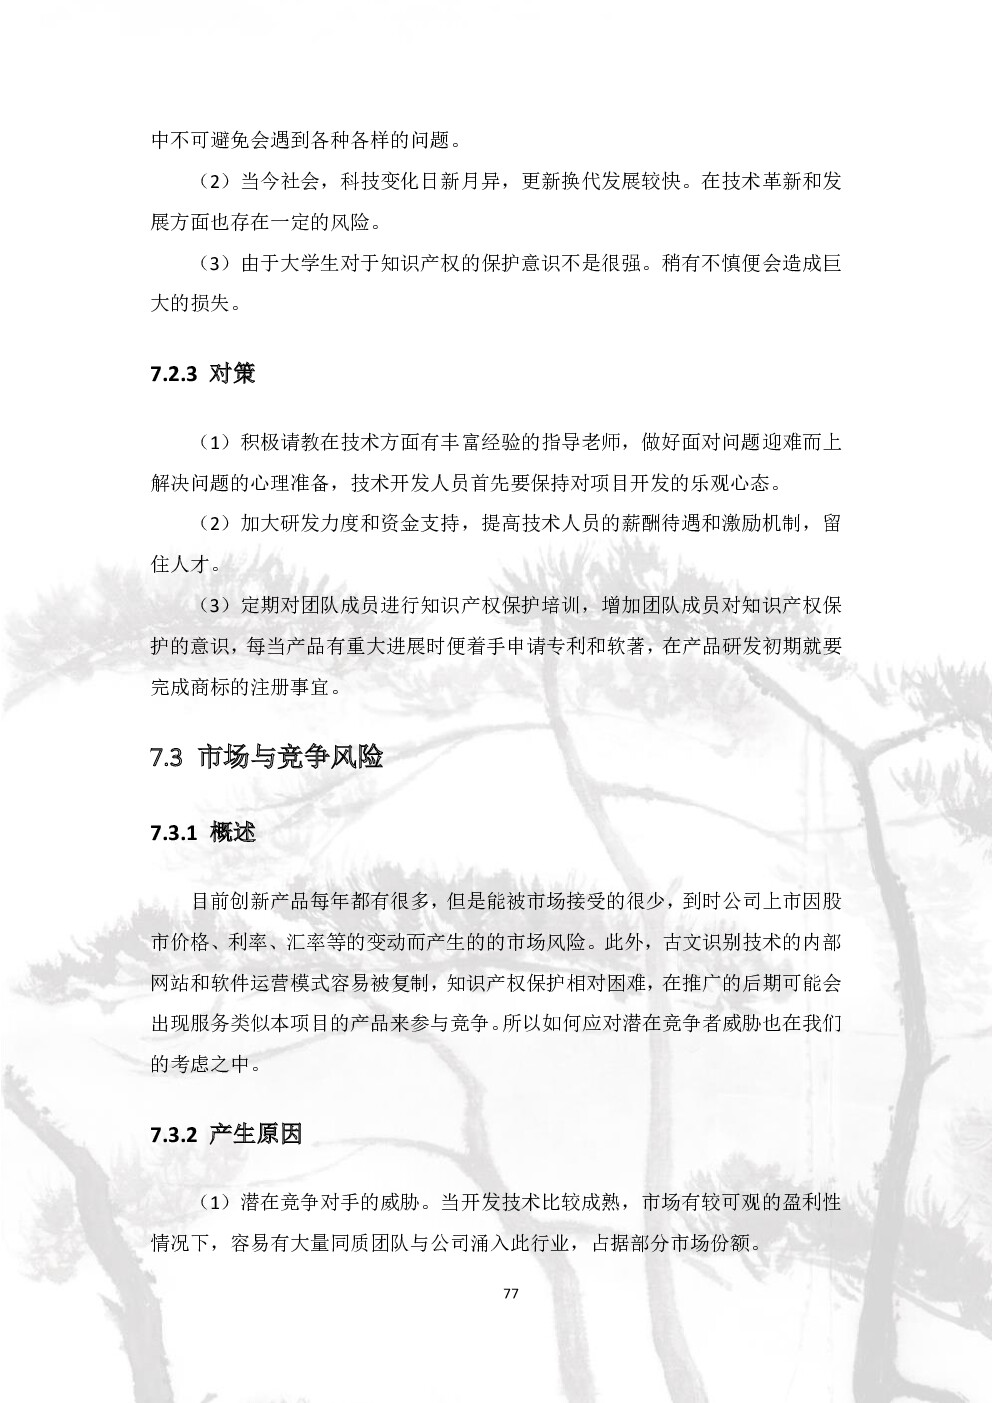 中不可避免会遇到各种各样的问题。
（2）当今社会，科技变化日新月异，更新换代发展较快。在技术革新和发
展方面也存在一定的风险。
（3）由于大学生对于知识产权的保护意识不是很强。稍有不慎便会造成巨
大的损失。
7.2.3 对策
（1）积极请教在技术方面有丰富经验的指导老师，做好面对问题迎难而上
解决问题的心理准备，技术开发人员首先要保持对项目开发的乐观心态。
（2）加大研发力度和资金支持，提高技术人员的薪酬待遇和激励机制，留
住人才。
（3）定期对团队成员进行知识产权保护培训，增加团队成员对知识产权保
护的意识，每当产品有重大进展时便着手申请专利和软著，在产品研发初期就要
完成商标的注册事宜。
7.3 市场与竞争风险
7.3.1 概述
目前创新产品每年都有很多，但是能被市场接受的很少，到时公司上市因股
市价格、利率、汇率等的变动而产生的的市场风险。此外，古文识别技术的内部
网站和软件运营模式容易被复制，知识产权保护相对困难，在推广的后期可能会
出现服务类似本项目的产品来参与竞争。所以如何应对潜在竞争者威胁也在我们
的考虑之中。
7.3.2 产生原因
（1）潜在竞争对手的威胁。当开发技术比较成熟，市场有较可观的盈利性
情况下，容易有大量同质团队与公司涌入此行业，占据部分市场份额。
77